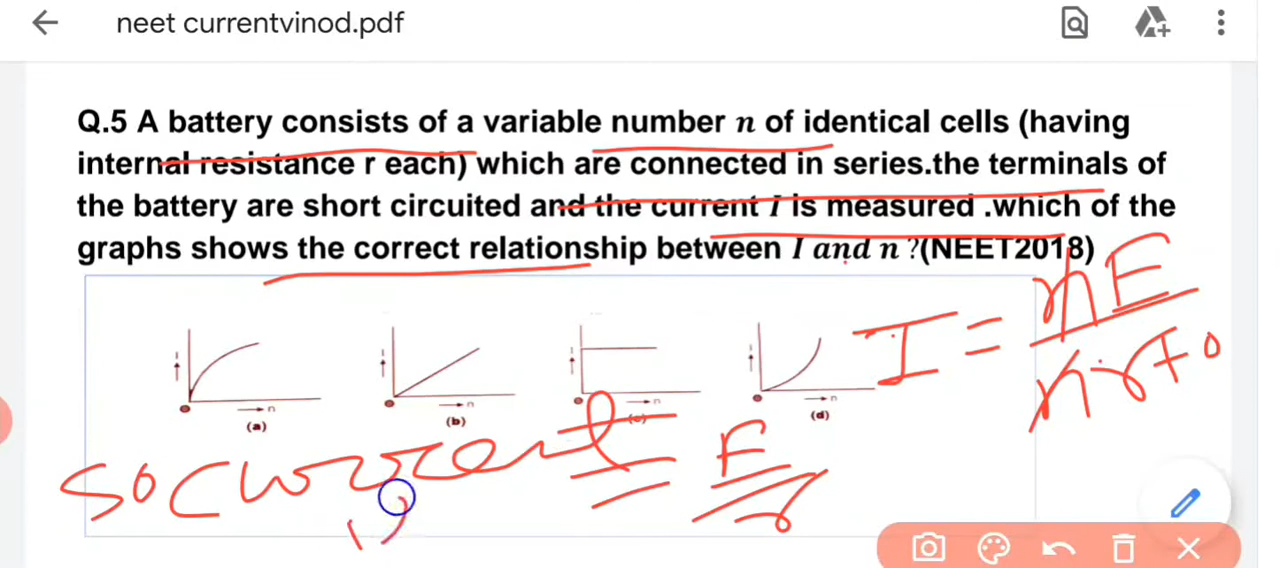 neet currentvinod.pdf
Q.5 A battery consists of a variable number n of identical cells (having
internal resistance r each) which are connected in series.the terminals of
the battery are short circuited and the current I is measured .which of the
graphs shows the correct relationship between I and n ?(NEET2018)
I I I I
n n n n
(a) (b) (c) (d)
I = nE
nr+0
so current = E
r